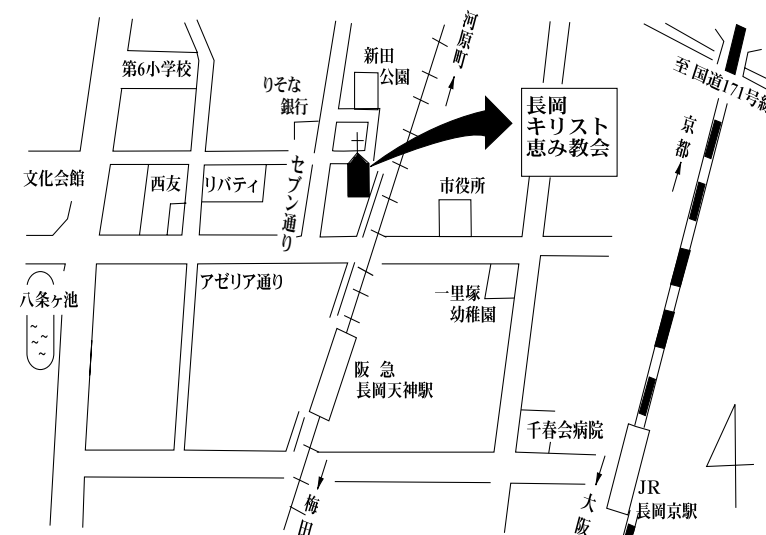 河原町
新田
公園
第6小学校
りそな
銀行
至 国道171号線
長岡
キリスト
恵み教会
京都
文化会館
西友
リバティ
セブン通り
市役所
アゼリア通り
八条ヶ池
一里塚
幼稚園
阪 急
長岡天神駅
千春会病院
JR
長岡京駅
梅田
大阪